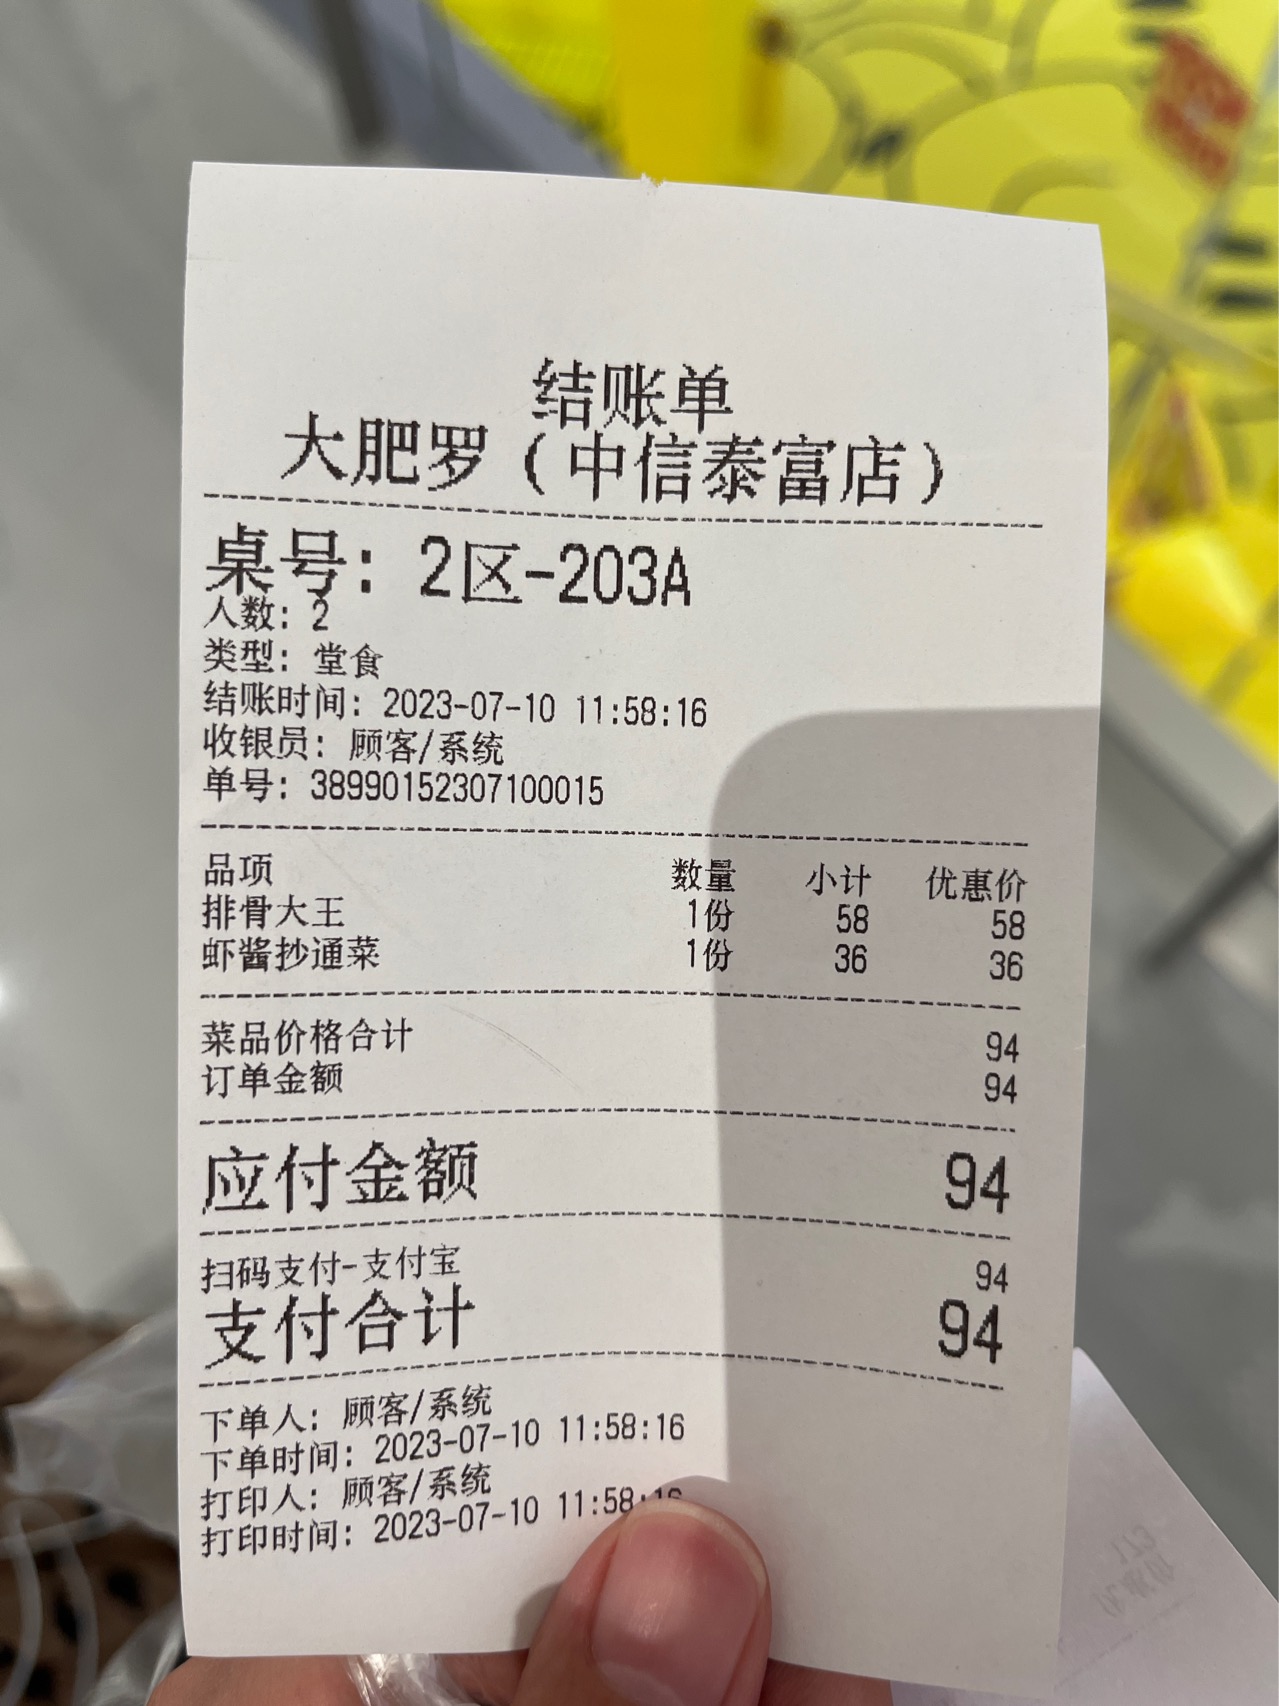 结账单
大肥罗（中信泰富店）
桌号：2区-203A
人数：2
类型：堂食
结账时间：2023-07-10 11:58:16
收银员：顾客/系统
单号：38990152307100015
品项 数量 小计 优惠价
排骨大王 1份 58 58
虾酱抄通菜 1份 36 36
菜品价格合计 94
订单金额 94
应付金额 94
扫码支付-支付宝 94
支付合计 94
下单人：顾客/系统
下单时间：2023-07-10 11:58:16
打印人：顾客/系统
打印时间：2023-07-10 11:58:16